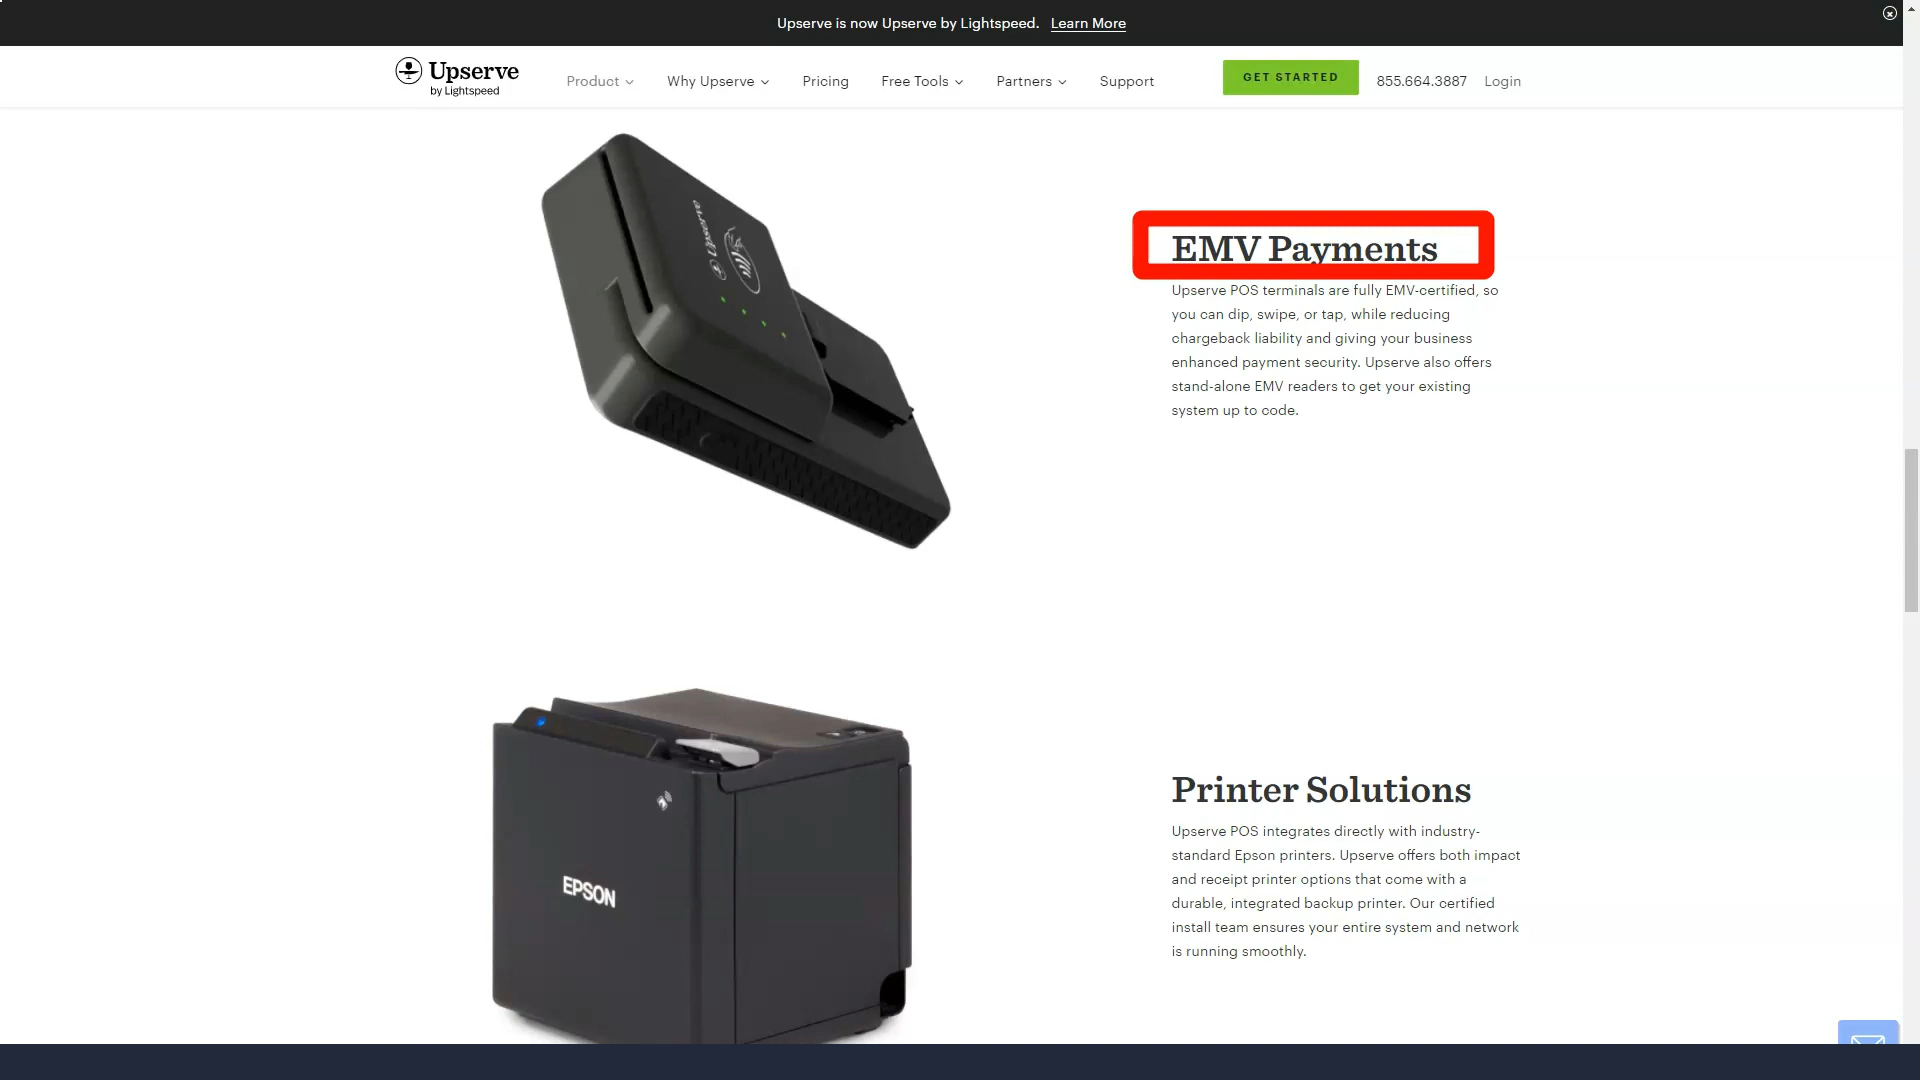 Upserve is now Upserve by Lightspeed. Learn More
Upserve
by Lightspeed
Product
Why Upserve
Pricing
Free Tools
Partners
Support
GET STARTED
855.664.3887
Login
Upserve
EMV Payments
Upserve POS terminals are fully EMV-certified, so
you can dip, swipe, or tap, while reducing
chargeback liability and giving your business
enhanced payment security. Upserve also offers
stand-alone EMV readers to get your existing
system up to code.
EPSON
Printer Solutions
Upserve POS integrates directly with industry-
standard Epson printers. Upserve offers both impact
and receipt printer options that come with a
durable, integrated backup printer. Our certified
install team ensures your entire system and network
is running smoothly.